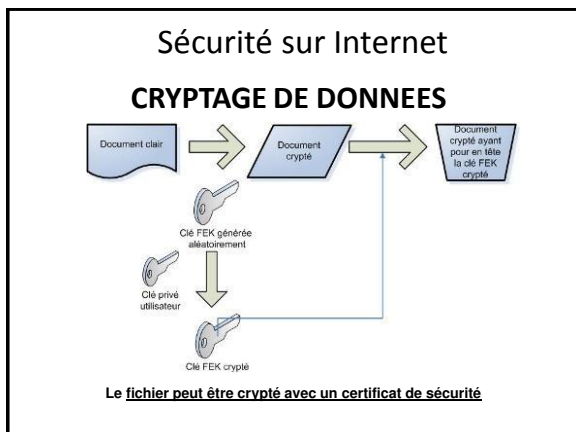 Sécurité sur Internet
CRYPTAGE DE DONNEES
Document clair
Document
crypté
Document
crypté ayant
pour en tête
la clé FEK
crypté
Clé FEK générée
aléatoirement
Clé privé
utilisateur
Clé FEK crypté
Le fichier peut être crypté avec un certificat de sécurité